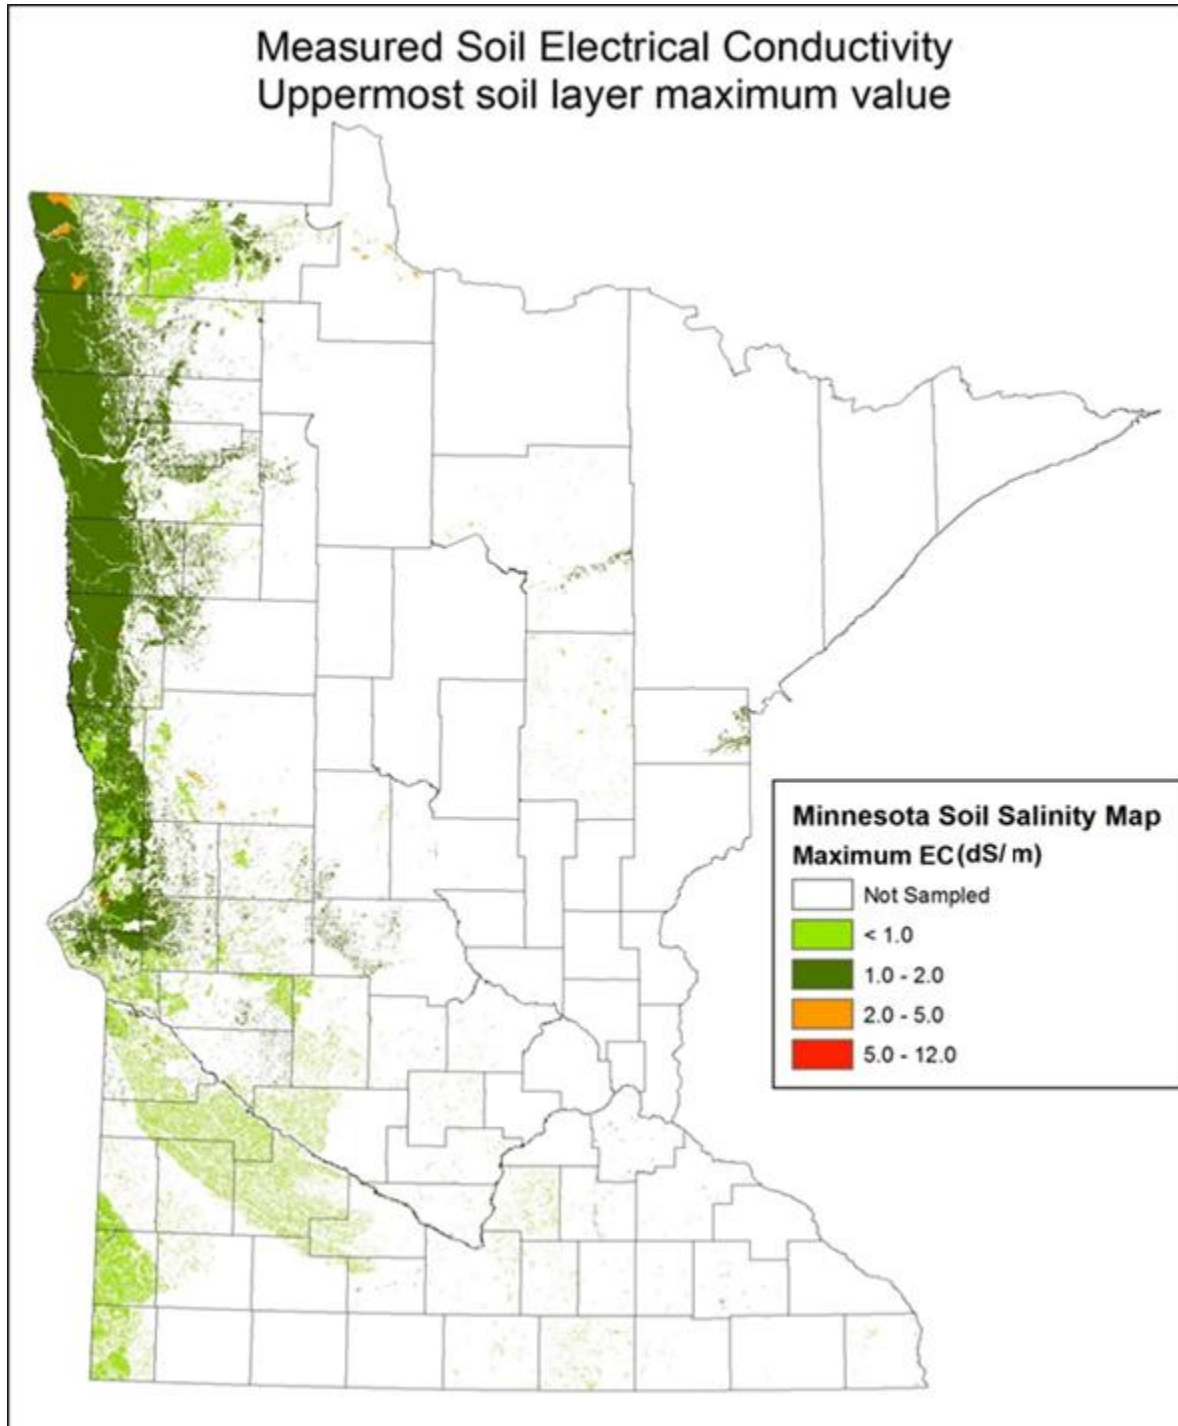 Measured Soil Electrical Conductivity
Uppermost soil layer maximum value
Minnesota Soil Salinity Map
Maximum EC(dS/ m)
Not Sampled
< 1.0
1.0 - 2.0
2.0 - 5.0
5.0 - 12.0